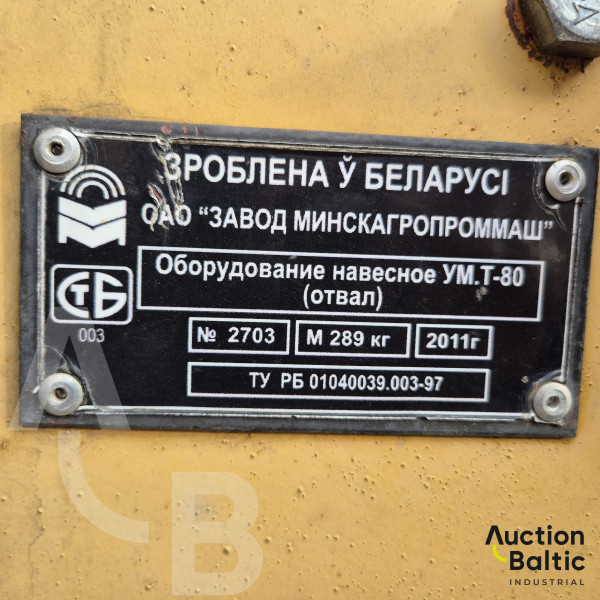 ЗРОБЛЕНА Ў БЕЛАРУСІ
ОАО "ЗАВОД МИНСКАГРОПРОММАШ"
Оборудование навесное УМ.Т-80
(отвал)
СТБ
003
№ 2703 М 289 кг 2011г
ТУ РБ 01040039.003-97
AB
Auction
Baltic
INDUSTRIAL